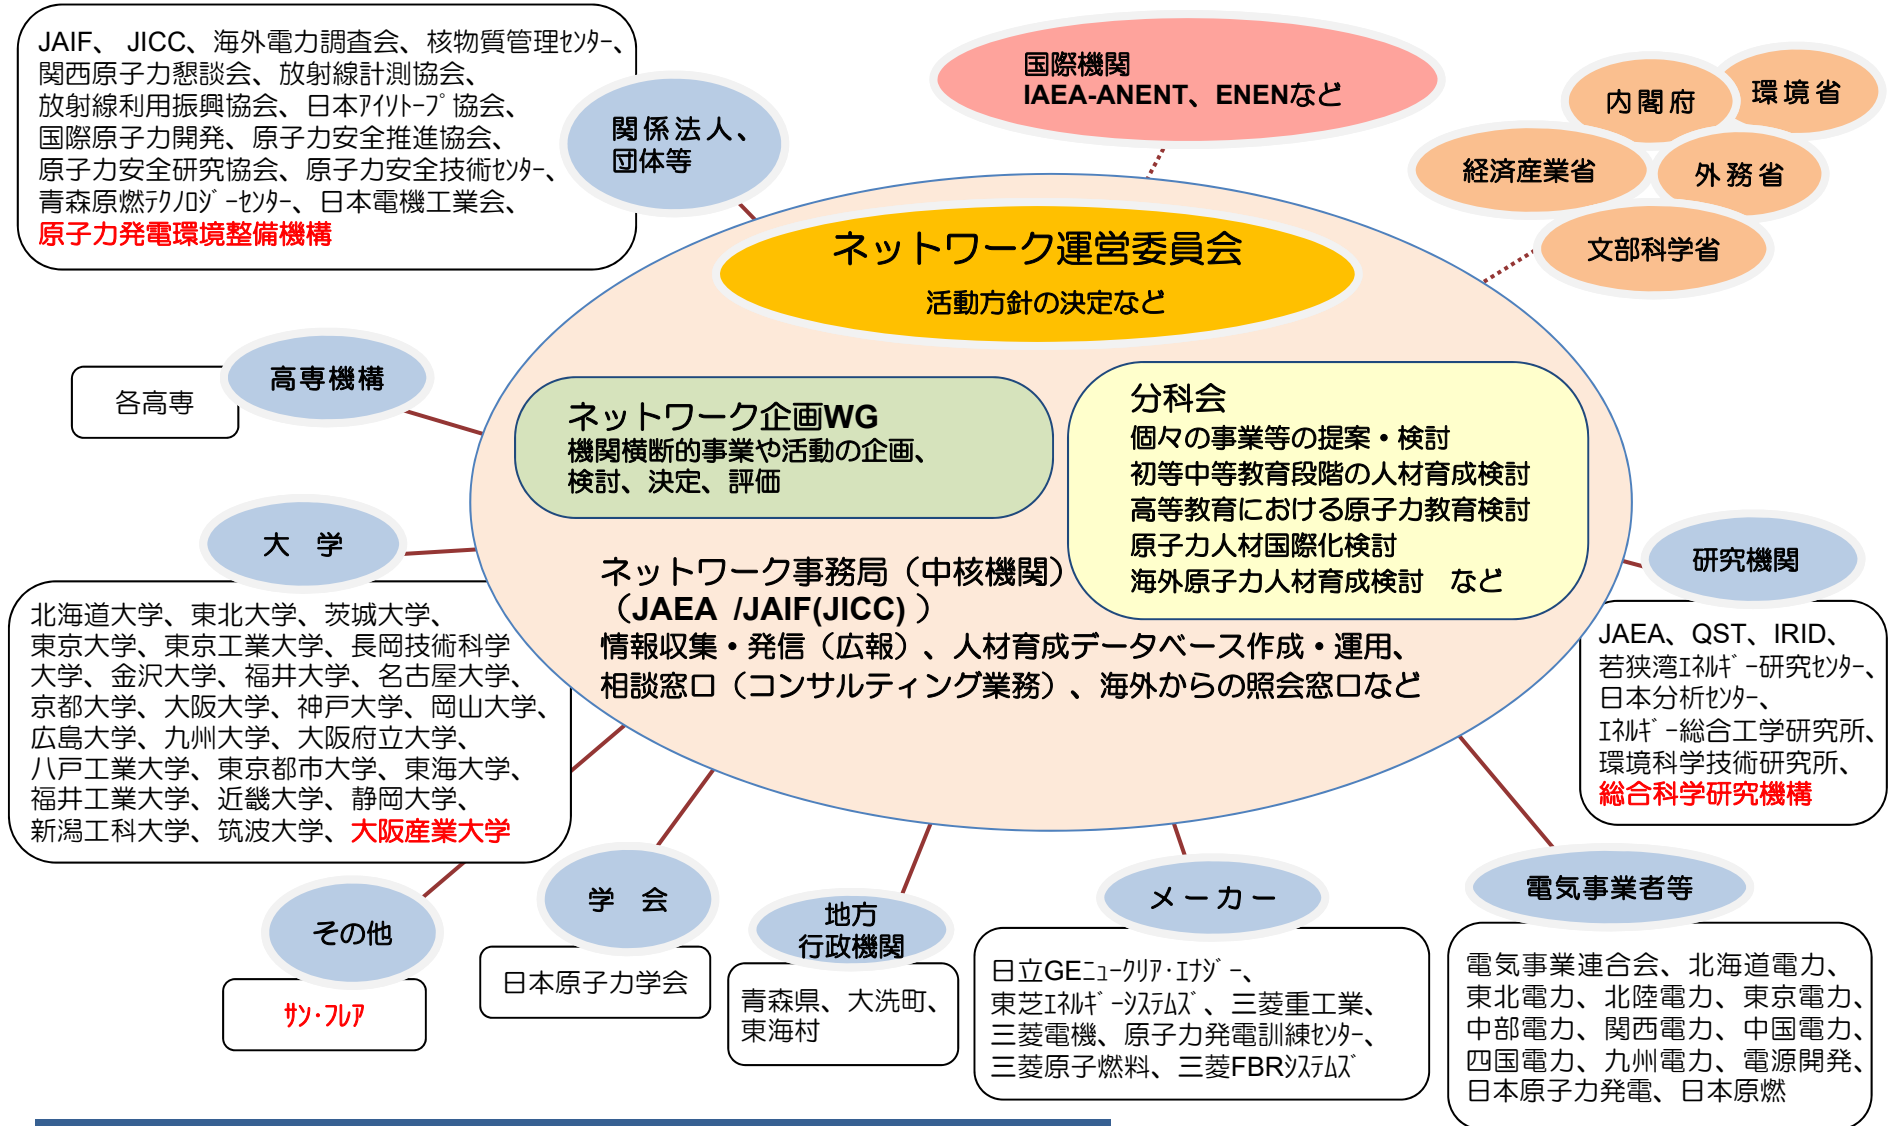 JAIF、 JICC、海外電力調査会、核物質管理ｾﾝﾀｰ、
関西原子力懇談会、放射線計測協会、
放射線利用振興協会、日本ｱｲｿﾄｰﾌﾟ協会、
国際原子力開発、原子力安全推進協会、
原子力安全研究協会、原子力安全技術ｾﾝﾀｰ、
青森原燃ﾃｸﾉﾛｼﾞｰｾﾝﾀｰ、日本電機工業会、
原子力発電環境整備機構
関係法人、
団体等
国際機関
IAEA-ANENT、ENENなど
内閣府
環境省
経済産業省
外務省
文部科学省
ネットワーク運営委員会
活動方針の決定など
高専機構
各高専
ネットワーク企画WG
機関横断的事業や活動の企画、
検討、決定、評価
分科会
個々の事業等の提案・検討
初等中等教育段階の人材育成検討
高等教育における原子力教育検討
原子力人材国際化検討
海外原子力人材育成検討 など
ネットワーク事務局（中核機関）
（JAEA /JAIF(JICC) ）
情報収集・発信（広報）、人材育成データベース作成・運用、
相談窓口（コンサルティング業務）、海外からの照会窓口など
大 学
北海道大学、東北大学、茨城大学、
東京大学、東京工業大学、長岡技術科学
大学、金沢大学、福井大学、名古屋大学、
京都大学、大阪大学、神戸大学、岡山大学、
広島大学、九州大学、大阪府立大学、
八戸工業大学、東京都市大学、東海大学、
福井工業大学、近畿大学、静岡大学、
新潟工科大学、筑波大学、大阪産業大学
研究機関
JAEA、QST、IRID、
若狭湾ｴﾈﾙｷﾞｰ研究ｾﾝﾀｰ、
日本分析ｾﾝﾀｰ、
ｴﾈﾙｷﾞｰ総合工学研究所、
環境科学技術研究所、
総合科学研究機構
その他
ｻﾝ･ﾌﾚｱ
学 会
日本原子力学会
地方
行政機関
青森県、大洗町、
東海村
メーカー
日立GEﾆｭｰｸﾘｱ･ｴﾅｼﾞｰ、
東芝ｴﾈﾙｷﾞｰｼｽﾃﾑｽﾞ、三菱重工業、
三菱電機、原子力発電訓練ｾﾝﾀｰ、
三菱原子燃料、三菱FBRｼｽﾃﾑｽﾞ
電気事業者等
電気事業連合会、北海道電力、
東北電力、北陸電力、東京電力、
中部電力、関西電力、中国電力、
四国電力、九州電力、電源開発、
日本原子力発電、日本原燃